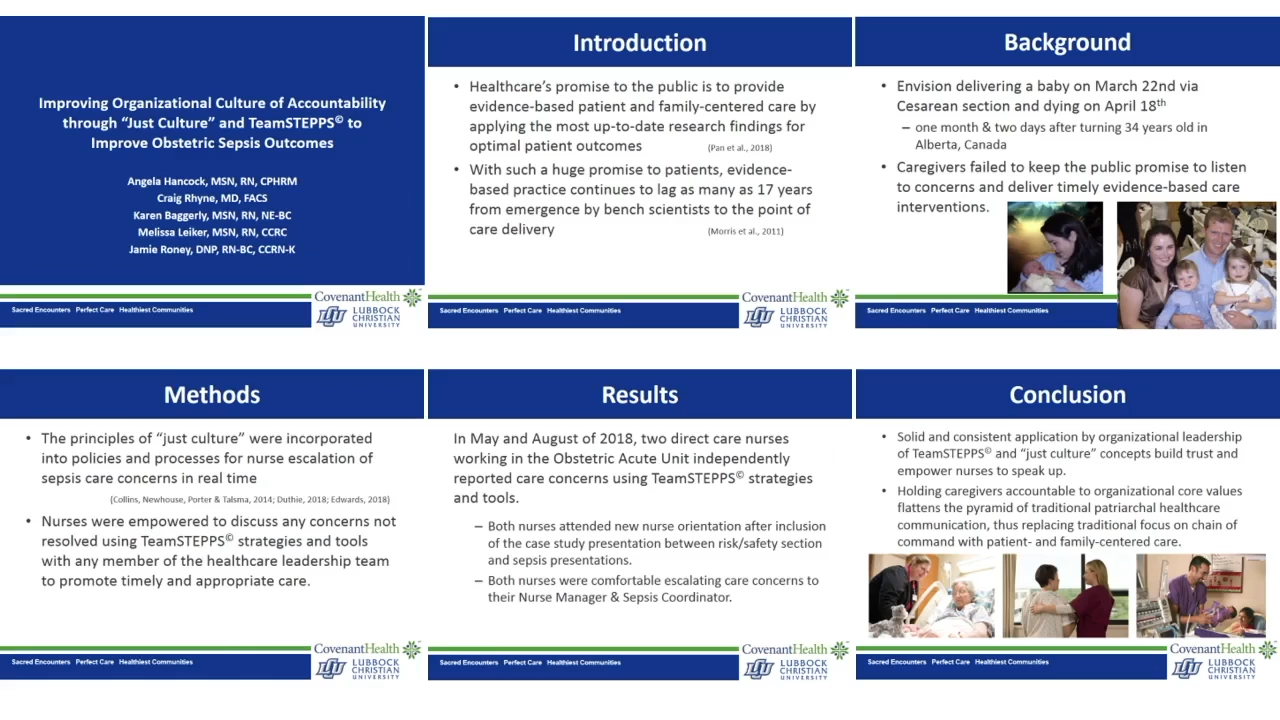 Improving Organizational Culture of Accountability
through “Just Culture” and TeamSTEPPS© to
Improve Obstetric Sepsis Outcomes
Angela Hancock, MSN, RN, CPHRM
Craig Rhyne, MD, FACS
Karen Baggerly, MSN, RN, NE-BC
Melissa Leiker, MSN, RN, CCRC
Jamie Roney, DNP, RN-BC, CCRN-K
Sacred Encounters Perfect Care Healthiest Communities
CovenantHealth
LCU LUBBOCK
CHRISTIAN
UNIVERSITY
Introduction
• Healthcare’s promise to the public is to provide
evidence-based patient and family-centered care by
applying the most up-to-date research findings for
optimal patient outcomes (Pan et al., 2018)
• With such a huge promise to patients, evidence-
based practice continues to lag as many as 17 years
from emergence by bench scientists to the point of
care delivery (Morris et al., 2011)
Sacred Encounters Perfect Care Healthiest Communities
CovenantHealth
LCU LUBBOCK
CHRISTIAN
UNIVERSITY
Background
• Envision delivering a baby on March 22nd via
Cesarean section and dying on April 18th
– one month & two days after turning 34 years old in
Alberta, Canada
• Caregivers failed to keep the public promise to listen
to concerns and deliver timely evidence-based care
interventions.
Sacred Encounters Perfect Care Healthiest Communities
Methods
• The principles of “just culture” were incorporated
into policies and processes for nurse escalation of
sepsis care concerns in real time
(Collins, Newhouse, Porter & Talsma, 2014; Duthie, 2018; Edwards, 2018)
• Nurses were empowered to discuss any concerns not
resolved using TeamSTEPPS© strategies and tools
with any member of the healthcare leadership team
to promote timely and appropriate care.
Sacred Encounters Perfect Care Healthiest Communities
CovenantHealth
LCU LUBBOCK
CHRISTIAN
UNIVERSITY
Results
In May and August of 2018, two direct care nurses
working in the Obstetric Acute Unit independently
reported care concerns using TeamSTEPPS© strategies
and tools.
– Both nurses attended new nurse orientation after inclusion
of the case study presentation between risk/safety section
and sepsis presentations.
– Both nurses were comfortable escalating care concerns to
their Nurse Manager & Sepsis Coordinator.
Sacred Encounters Perfect Care Healthiest Communities
CovenantHealth
LCU LUBBOCK
CHRISTIAN
UNIVERSITY
Conclusion
• Solid and consistent application by organizational leadership
of TeamSTEPPS© and “just culture” concepts build trust and
empower nurses to speak up.
• Holding caregivers accountable to organizational core values
flatten the pyramid of traditional patriarchal healthcare
communication, thus replacing traditional focus on chain of
command with patient- and family-centered care.
Sacred Encounters Perfect Care Healthiest Communities
CovenantHealth
LCU LUBBOCK
CHRISTIAN
UNIVERSITY